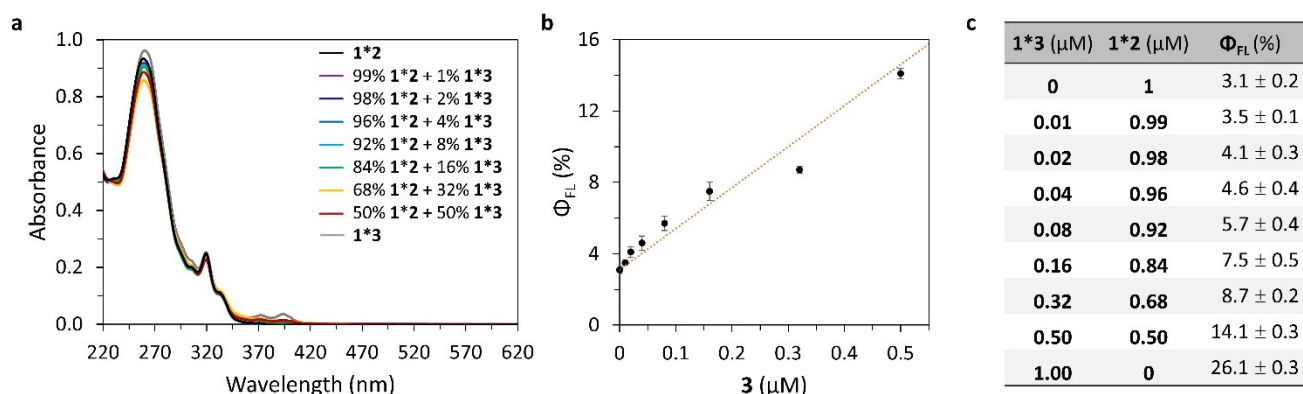 a
1.0
0.8
0.6
0.4
0.2
0.0
Absorbance
220 270 320 370 420 470 520 570 620
Wavelength (nm)
1*2
99% 1*2 + 1% 1*3
98% 1*2 + 2% 1*3
96% 1*2 + 4% 1*3
92% 1*2 + 8% 1*3
84% 1*2 + 16% 1*3
68% 1*2 + 32% 1*3
50% 1*2 + 50% 1*3
1*3
b
16
12
8
4
0
ΦFL (%)
0 0.1 0.2 0.3 0.4 0.5
3 (μM)
c
1*3 (μM) 1*2 (μM) ΦFL (%)
0 1 3.1 ± 0.2
0.01 0.99 3.5 ± 0.1
0.02 0.98 4.1 ± 0.3
0.04 0.96 4.6 ± 0.4
0.08 0.92 5.7 ± 0.4
0.16 0.84 7.5 ± 0.5
0.32 0.68 8.7 ± 0.2
0.50 0.50 14.1 ± 0.3
1.00 0 26.1 ± 0.3